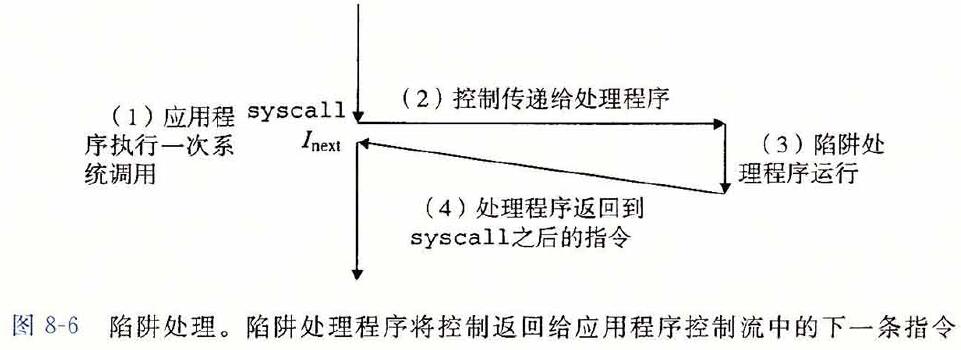 （1）应用程
序执行一次系
统调用
syscall
Inext
（2）控制传递给处理程序
（3）陷阱处
理程序运行
（4）处理程序返回到
syscall之后的指令
图 8-6 陷阱处理。陷阱处理程序将控制返回给应用程序控制流中的下一条指令